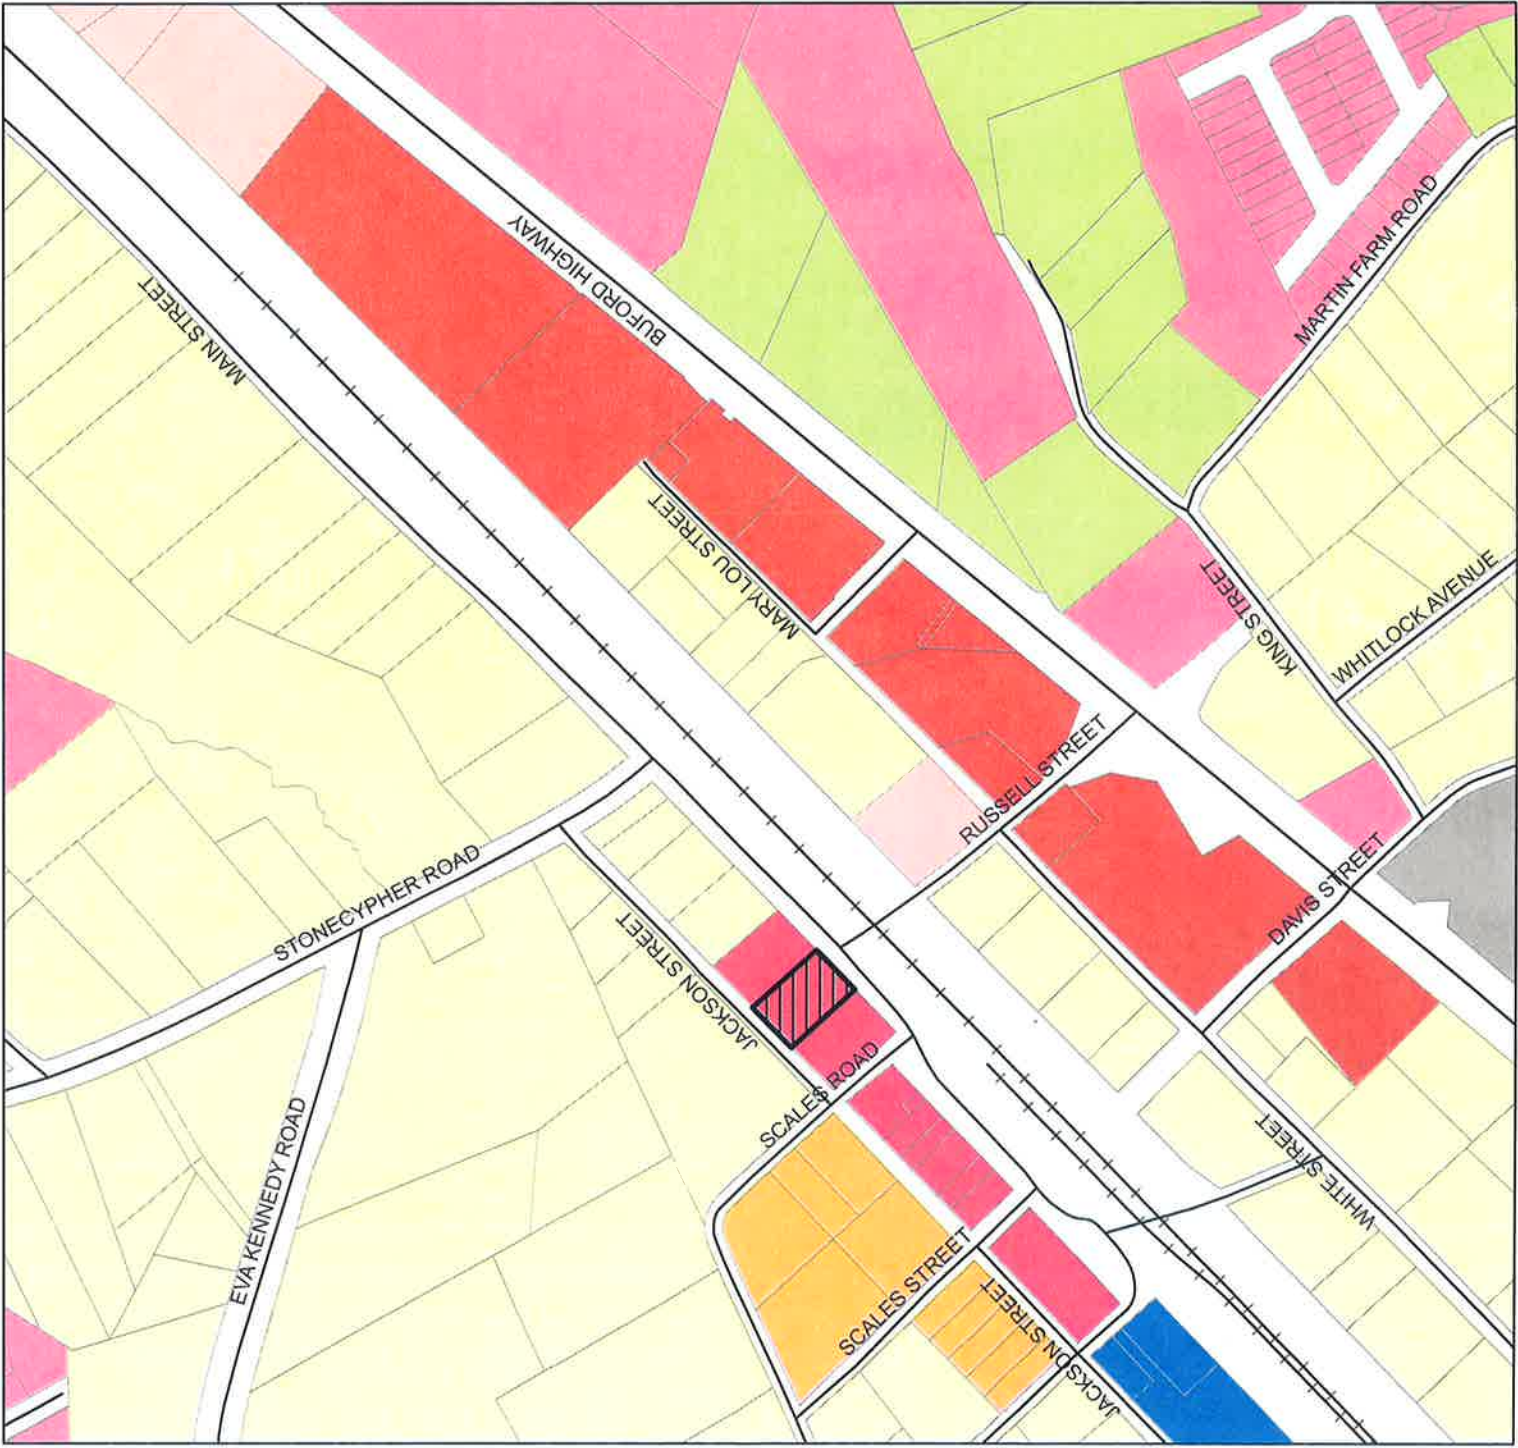 BUFORD HIGHWAY
MAIN STREET
MARTIN FARM ROAD
MARY LOU STREET
KING STREET
WHITLOCK AVENUE
RUSSELL STREET
STONECYPHER ROAD
DAVIS STREET
JACKSON STREET
SCALES ROAD
EVA KENNEDY ROAD
WHITE STREET
SCALES STREET
JACKSON STREET